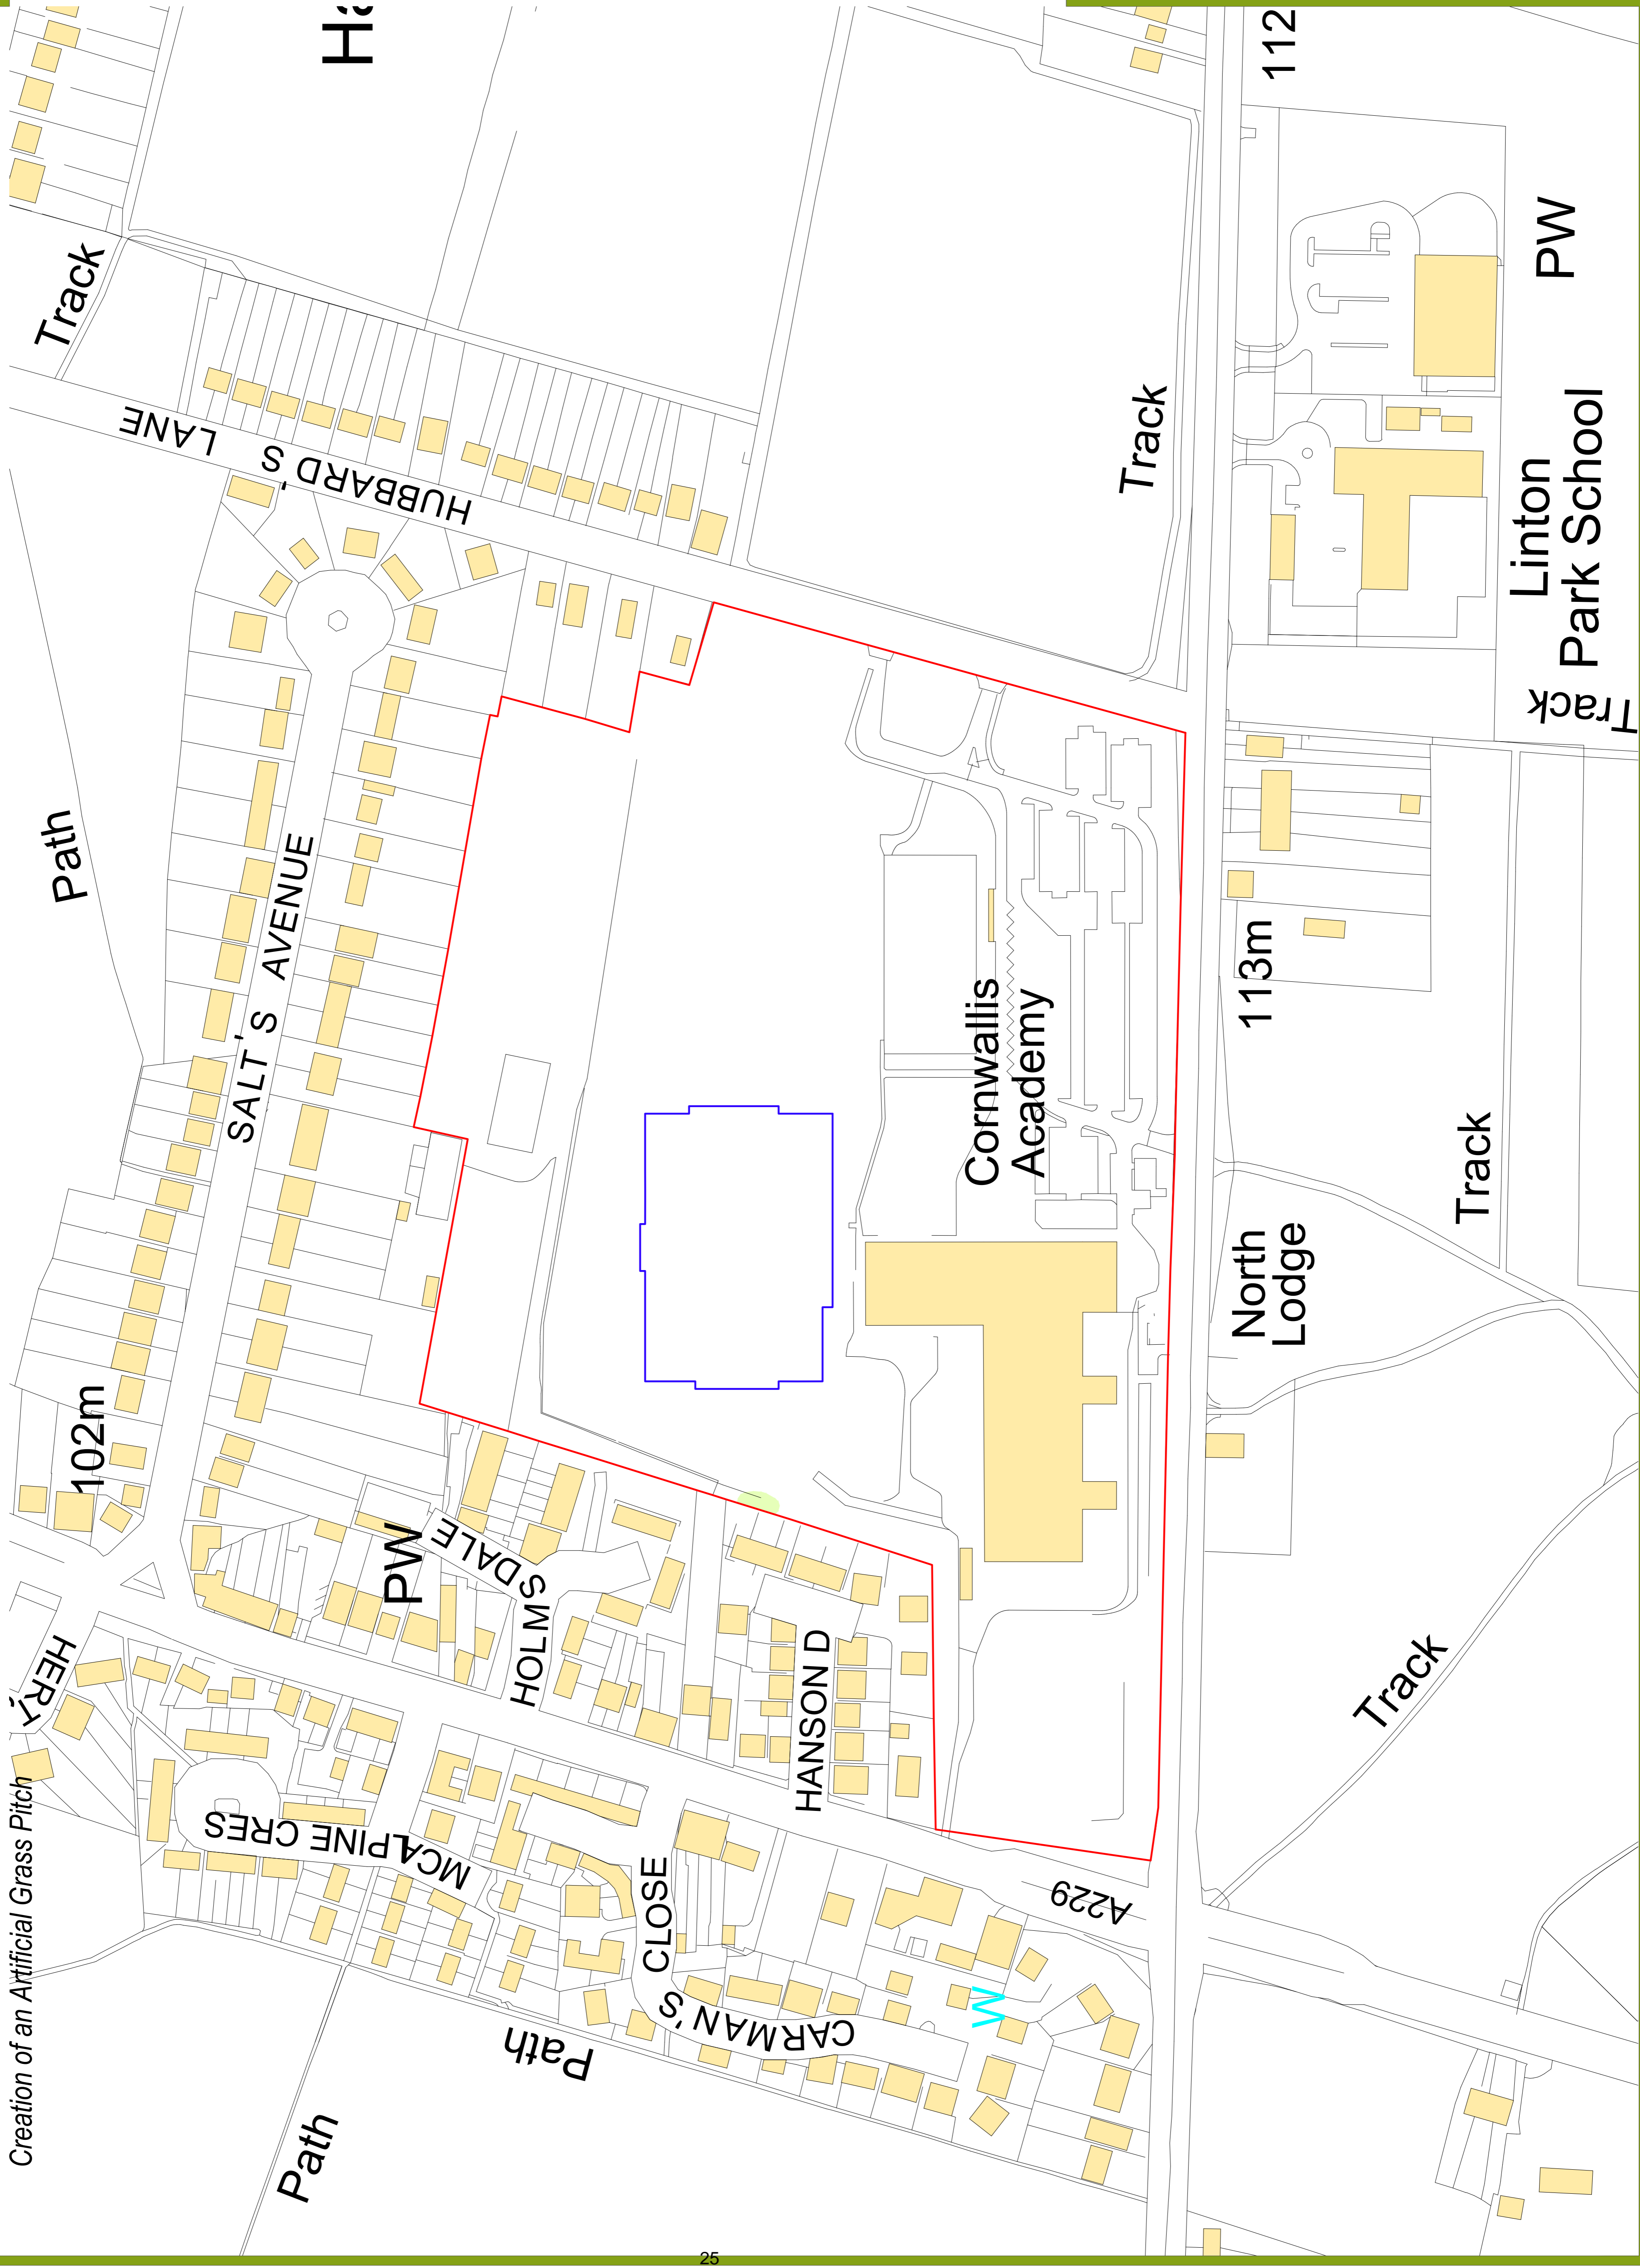 Ha
112
PW
Track
LANE
HUBBARD'S
Track
Linton
Park School
Track
Path
SALT'S AVENUE
Cornwallis
Academy
113m
Track
North
Lodge
102m
PW
HOLMSDALE
HANSON D
Track
HERT'S
MCALPINE CRES
CLOSE
CARMAN'S
A229
W
Path
Path
Creation of an Artificial Grass Pitch
25